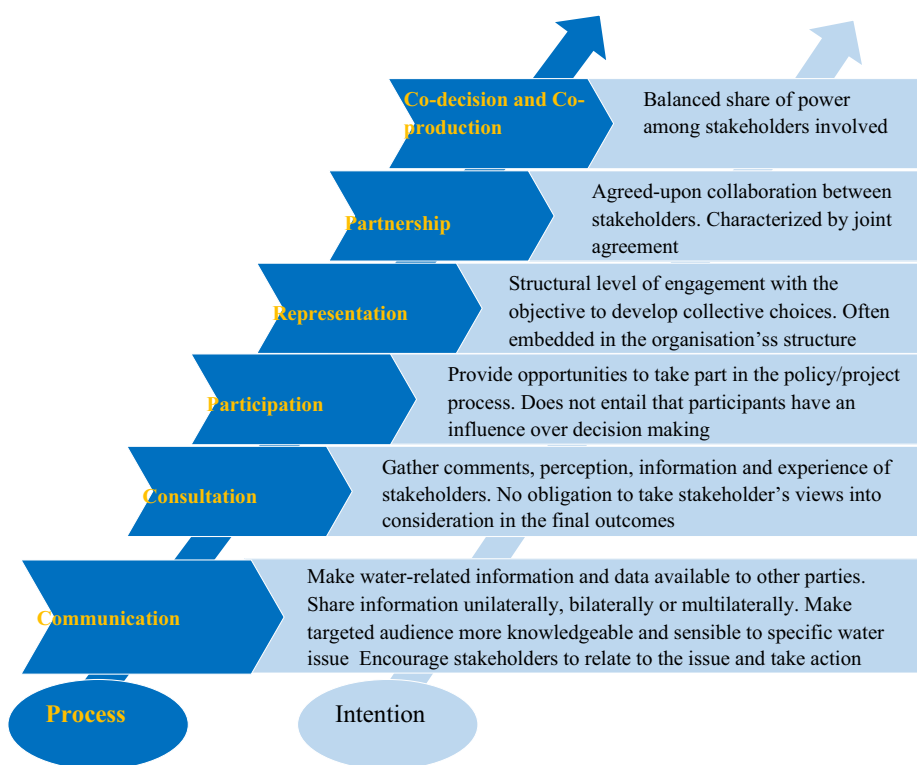 Co-decision and Co-
production
Balanced share of power
among stakeholders involved
Partnership
Agreed-upon collaboration between
stakeholders. Characterized by joint
agreement
Representation
Structural level of engagement with the
objective to develop collective choices. Often
embedded in the organisation’ss structure
Participation
Provide opportunities to take part in the policy/project
process. Does not entail that participants have an
influence over decision making
Consultation
Gather comments, perception, information and experience of
stakeholders. No obligation to take stakeholder’s views into
consideration in the final outcomes
Communication
Make water-related information and data available to other parties.
Share information unilaterally, bilaterally or multilaterally. Make
targeted audience more knowledgeable and sensible to specific water
issue  Encourage stakeholders to relate to the issue and take action
Process
Intention